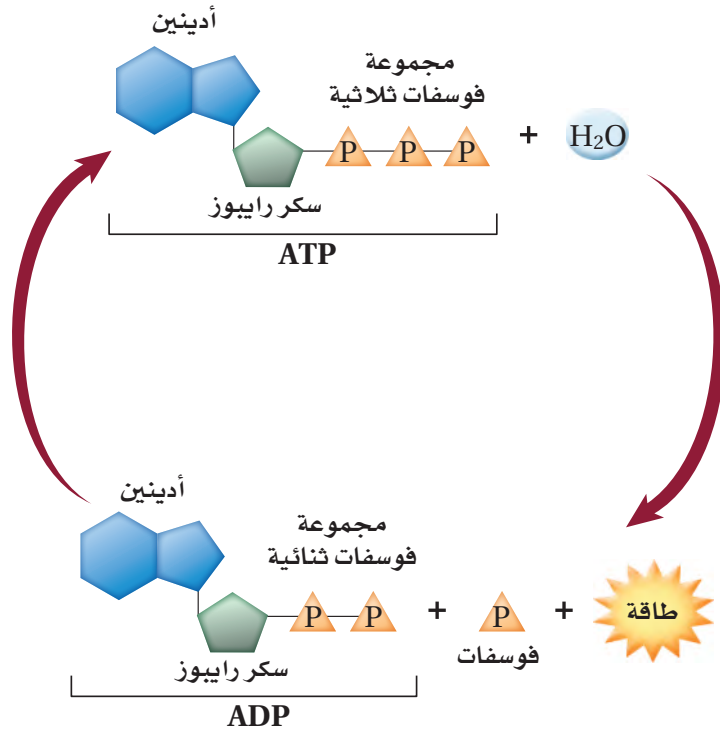 أدينين
مجموعة
فوسفات ثلاثية
P P P + H₂O
سكر رايبوز
ATP
أدينين
مجموعة
فوسفات ثنائية
P P + P + طاقة
فوسفات
سكر رايبوز
ADP